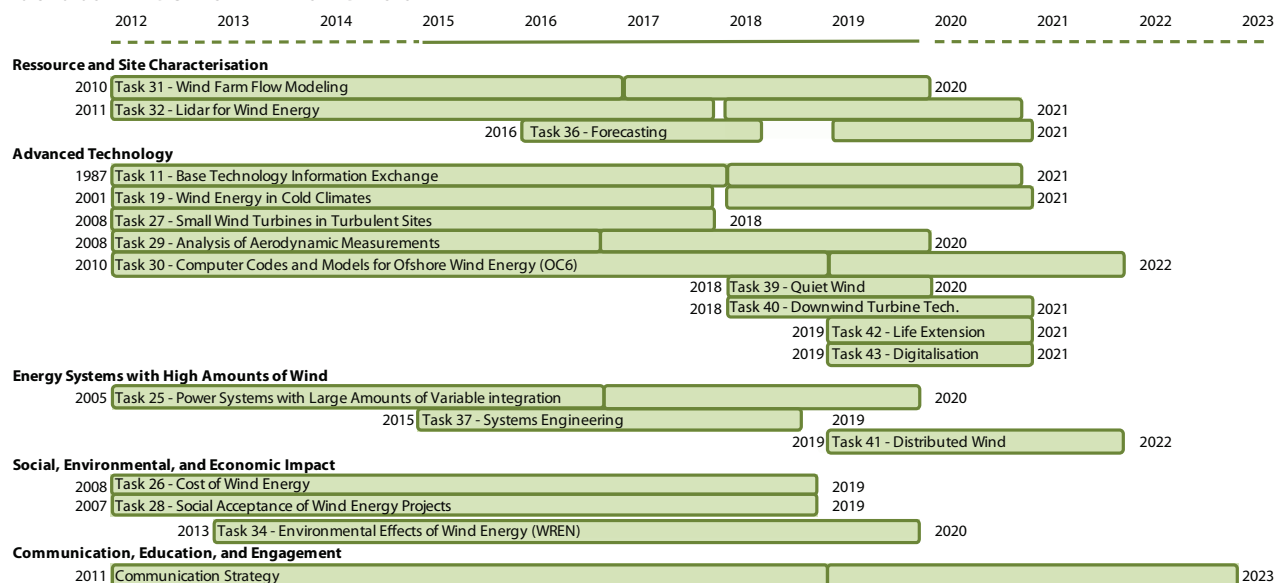 2012 2013 2014 2015 2016 2017 2018 2019 2020 2021 2022 2023
Ressource and Site Characterisation
2010 Task 31 - Wind Farm Flow Modeling 2020
2011 Task 32 - Lidar for Wind Energy 2021
2016 Task 36 - Forecasting 2021
Advanced Technology
1987 Task 11 - Base Technology Information Exchange 2021
2001 Task 19 - Wind Energy in Cold Climates 2021
2008 Task 27 - Small Wind Turbines in Turbulent Sites 2018
2008 Task 29 - Analysis of Aerodynamic Measurements 2020
2010 Task 30 - Computer Codes and Models for Ofshore Wind Energy (OC6) 2022
2018 Task 39 - Quiet Wind 2020
2018 Task 40 - Downwind Turbine Tech. 2021
2019 Task 42 - Life Extension 2021
2019 Task 43 - Digitalisation 2021
Energy Systems with High Amounts of Wind
2005 Task 25 - Power Systems with Large Amounts of Variable integration 2020
2015 Task 37 - Systems Engineering 2019
2019 Task 41 - Distributed Wind 2022
Social, Environmental, and Economic Impact
2008 Task 26 - Cost of Wind Energy 2019
2007 Task 28 - Social Acceptance of Wind Energy Projects 2019
2013 Task 34 - Environmental Effects of Wind Energy (WREN) 2020
Communication, Education, and Engagement
2011 Communication Strategy 2023